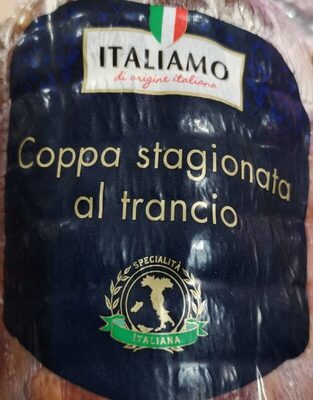 ITALIAMO
di origine italiana
Coppa stagionata
al trancio
SPECIALITÀ
ITALIANA